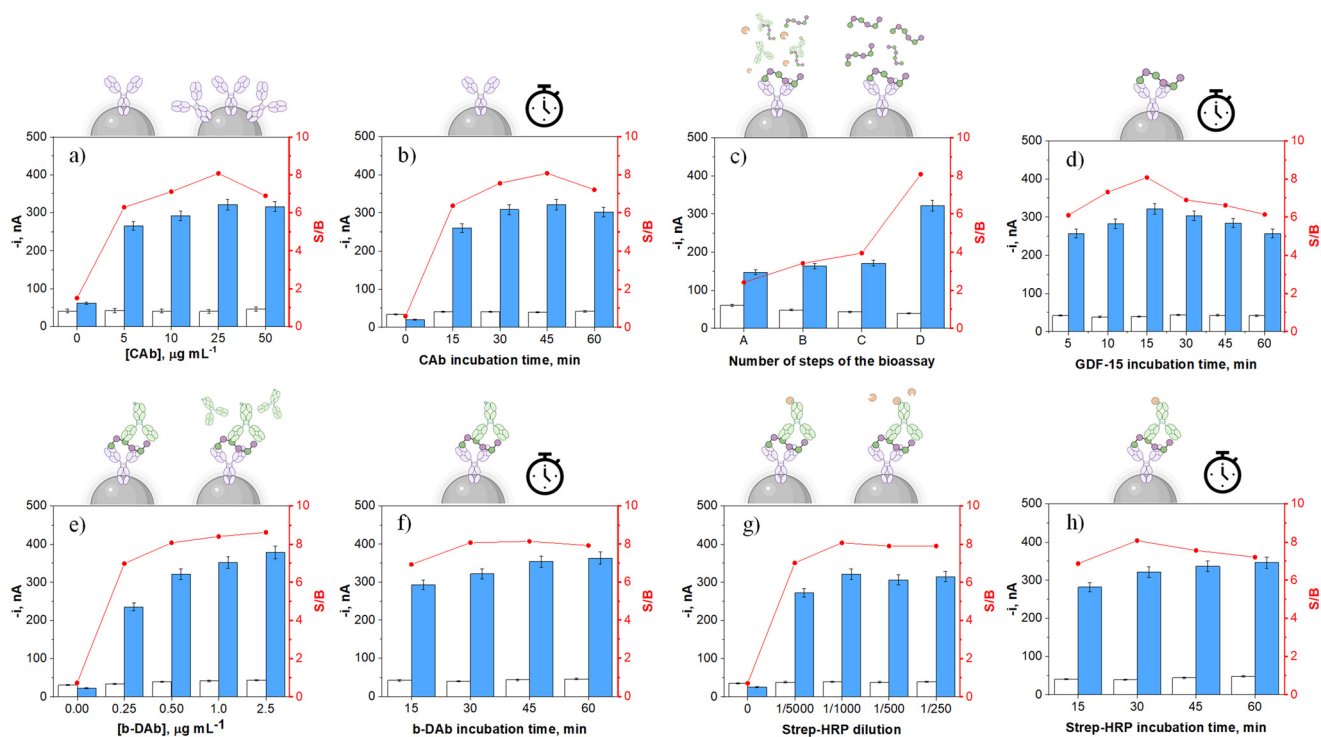 a)
500
400
300
200
100
0
-i, nA
10
8
6
4
2
0
S/B
0 5 10 25 50
[CAb], µg mL⁻¹
b)
500
400
300
200
100
0
-i, nA
10
8
6
4
2
0
S/B
0 15 30 45 60
CAb incubation time, min
c)
500
400
300
200
100
0
-i, nA
10
8
6
4
2
0
S/B
A B C D
Number of steps of the bioassay
d)
500
400
300
200
100
0
-i, nA
10
8
6
4
2
0
S/B
5 10 15 30 45 60
GDF-15 incubation time, min
e)
500
400
300
200
100
0
-i, nA
10
8
6
4
2
0
S/B
0.00 0.25 0.50 1.0 2.5
[b-DAb], µg mL⁻¹
f)
500
400
300
200
100
0
-i, nA
10
8
6
4
2
0
S/B
15 30 45 60
b-DAb incubation time, min
g)
500
400
300
200
100
0
-i, nA
10
8
6
4
2
0
S/B
0 1/5000 1/1000 1/500 1/250
Strep-HRP dilution
h)
500
400
300
200
100
0
-i, nA
10
8
6
4
2
0
S/B
15 30 45 60
Strep-HRP incubation time, min